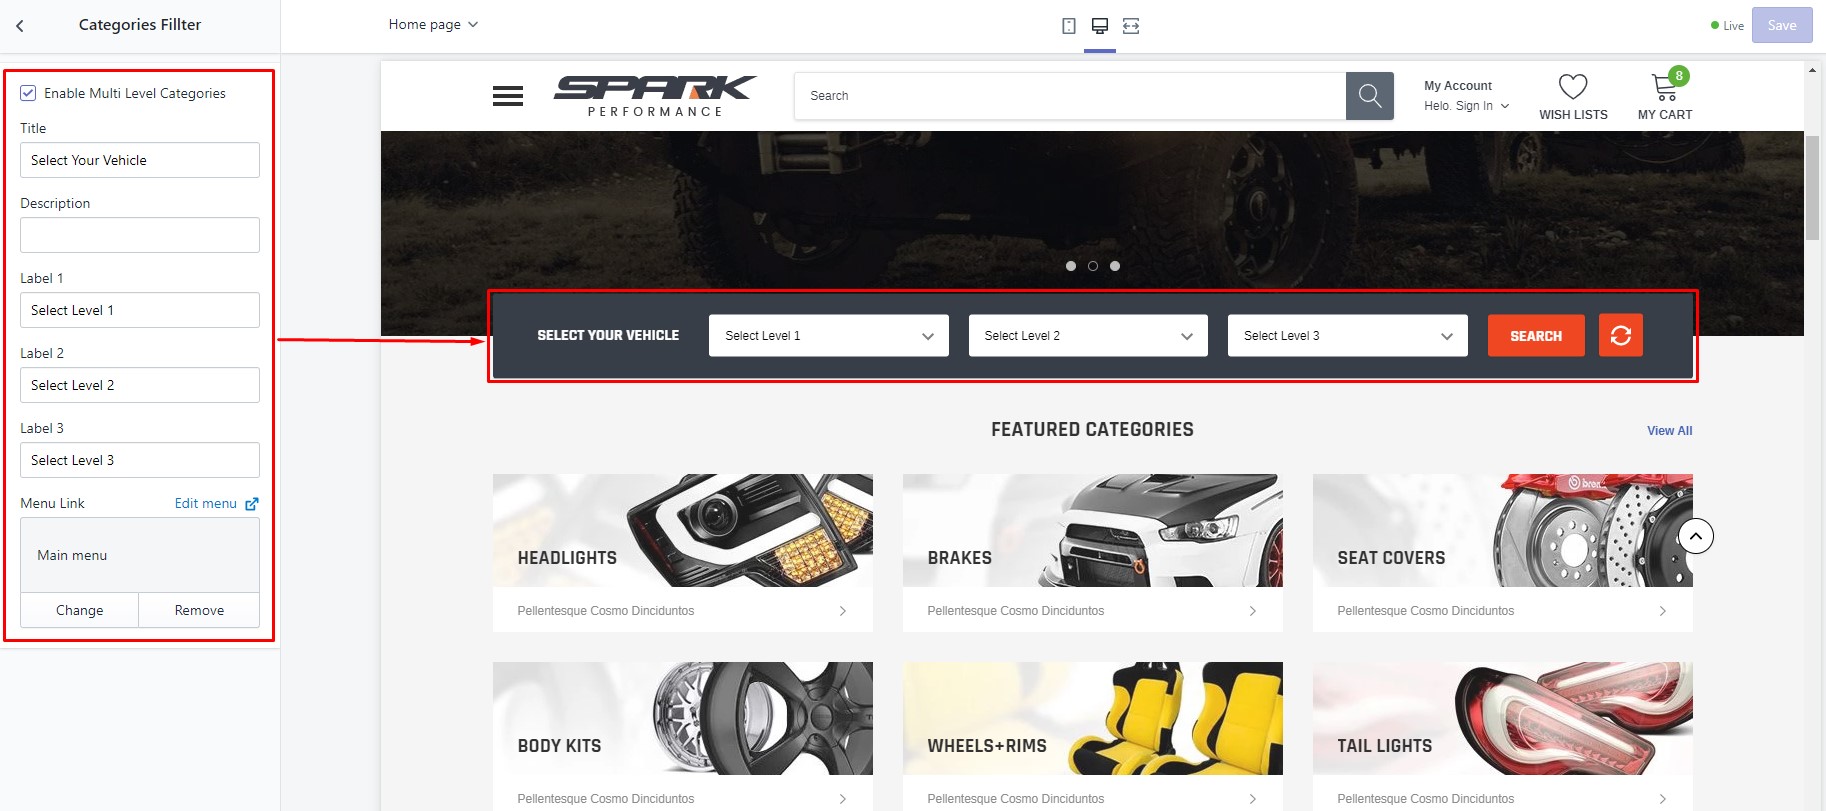 Categories Fillter
Home page
Live
Save
Enable Multi Level Categories
Title
Select Your Vehicle
Description
Label 1
Select Level 1
Label 2
Select Level 2
Label 3
Select Level 3
Menu Link
Edit menu
Main menu
Change
Remove
SPARK
PERFORMANCE
Search
My Account
Helo. Sign In
WISH LISTS
8
MY CART
SELECT YOUR VEHICLE
Select Level 1
Select Level 2
Select Level 3
SEARCH
FEATURED CATEGORIES
View All
HEADLIGHTS
Pellentesque Cosmo Dinciduntos
BRAKES
Pellentesque Cosmo Dinciduntos
SEAT COVERS
Pellentesque Cosmo Dinciduntos
BODY KITS
Pellentesque Cosmo Dinciduntos
WHEELS+RIMS
Pellentesque Cosmo Dinciduntos
TAIL LIGHTS
Pellentesque Cosmo Dinciduntos